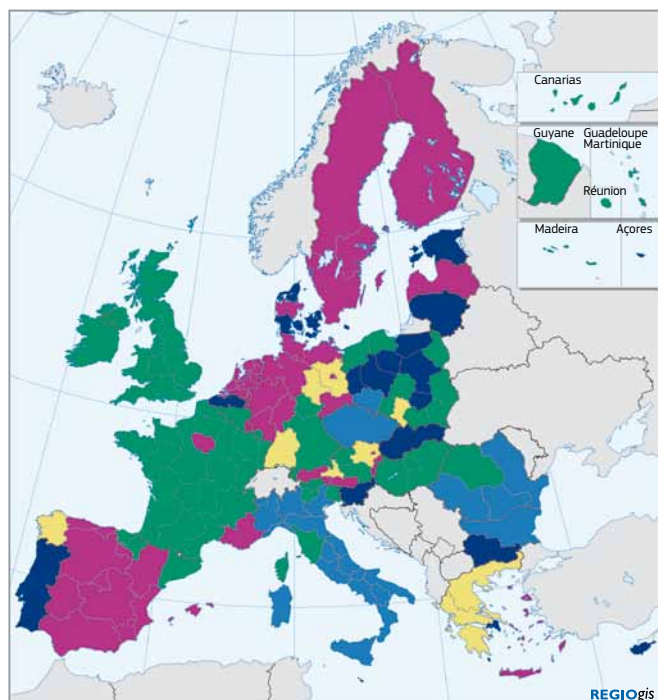 Canarias
Guyane
Guadeloupe
Martinique
Réunion
Madeira
Açores
REGIOgis